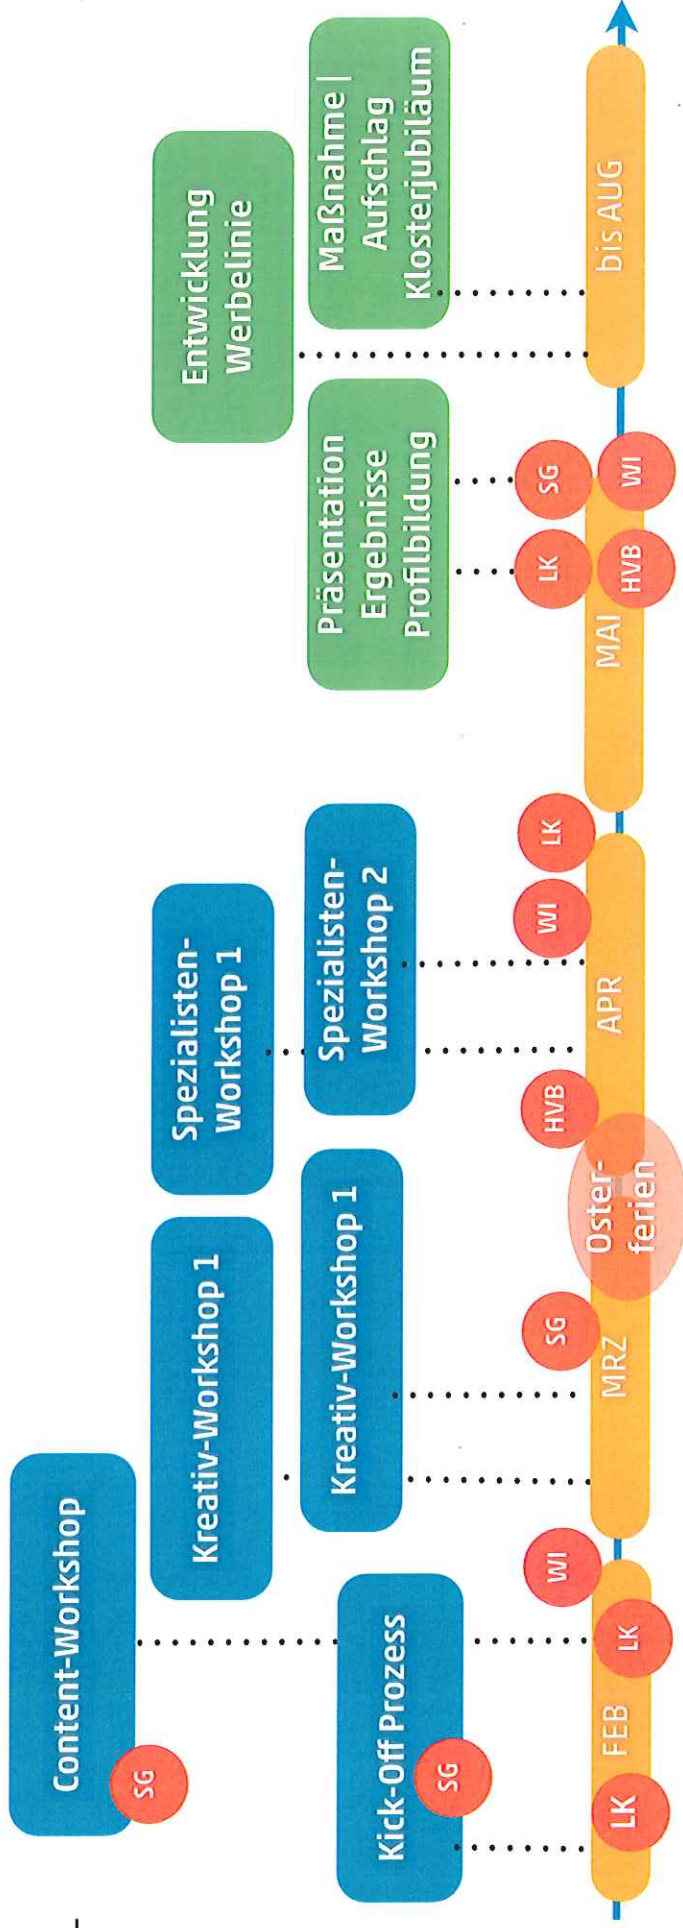 Content-Workshop
SG
Kreativ-Workshop 1
Spezialisten-
Workshop 1
Entwicklung
Werbelinie
Kick-Off Prozess
SG
Kreativ-Workshop 1
Spezialisten-
Workshop 2
Präsentation
Ergebnisse
Profilbildung
Maßnahme |
Aufschlag
Klosterjubiläum
WI
SG
HVB
WI
LK
LK
SG
LK
FEB
LK
MRZ
Oster-
ferien
APR
MAI
HVB
WI
bis AUG